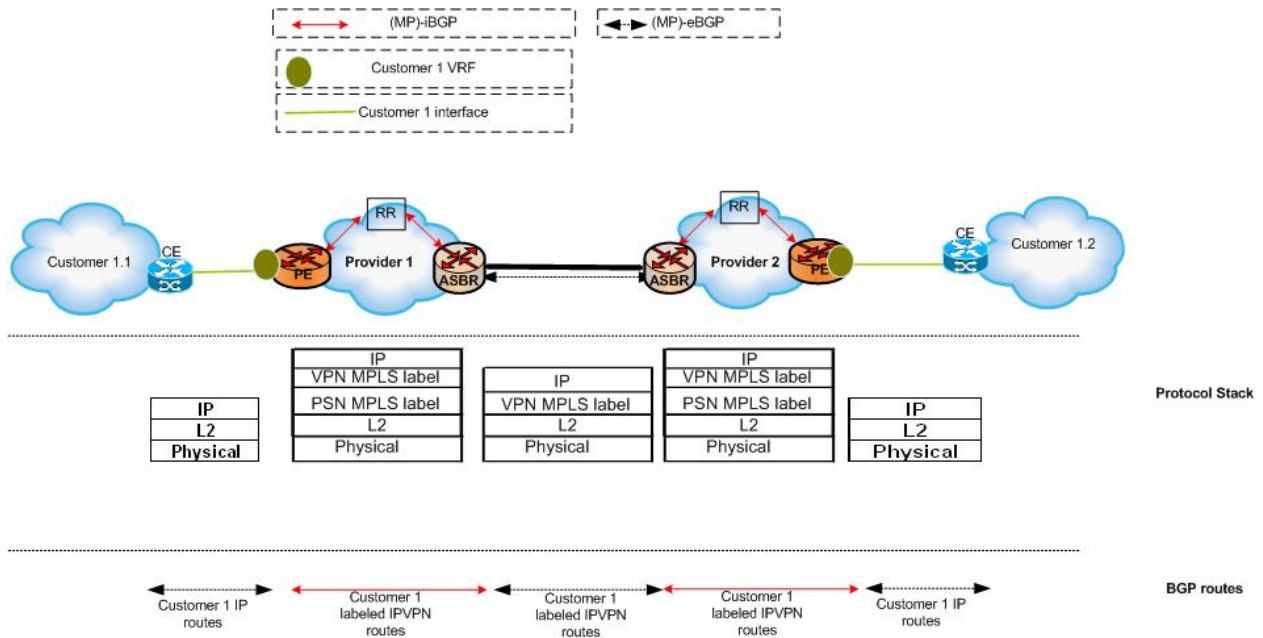 (MP)-iBGP
(MP)-eBGP
Customer 1 VRF
Customer 1 interface
RR
RR
Customer 1.1
CE
PE
Provider 1
ASBR
ASBR
Provider 2
PE
CE
Customer 1.2
IP
L2
Physical
IP
VPN MPLS label
PSN MPLS label
L2
Physical
IP
VPN MPLS label
L2
Physical
IP
VPN MPLS label
PSN MPLS label
L2
Physical
IP
L2
Physical
Protocol Stack
Customer 1 IP
routes
Customer 1
labeled IPVPN
routes
Customer 1
labeled IPVPN
routes
Customer 1
labeled IPVPN
routes
Customer 1 IP
routes
BGP routes